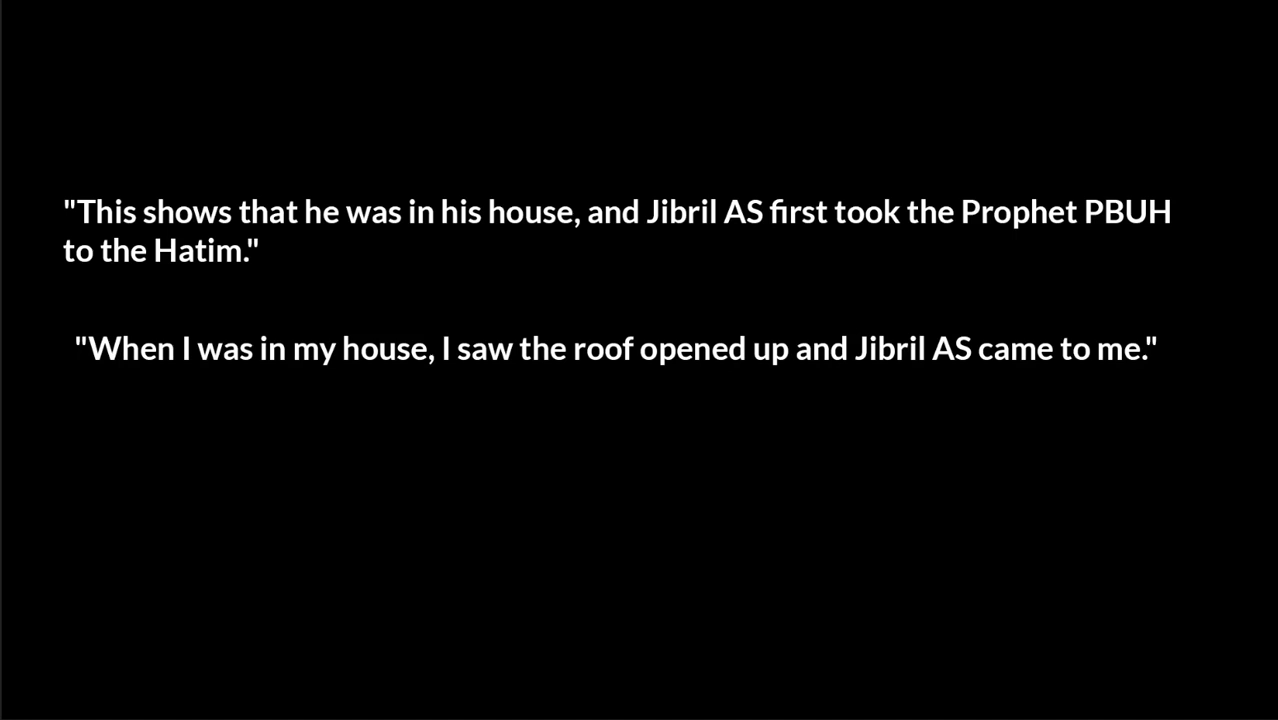 "This shows that he was in his house, and Jibril AS first took the Prophet PBUH
to the Hatim."
"When I was in my house, I saw the roof opened up and Jibril AS came to me."